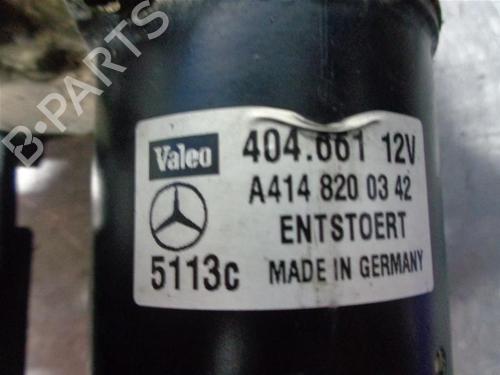 B-PARTS
Valeo 404.661 12V
A414 820 03 42
ENTSTOERT
5113c MADE IN GERMANY